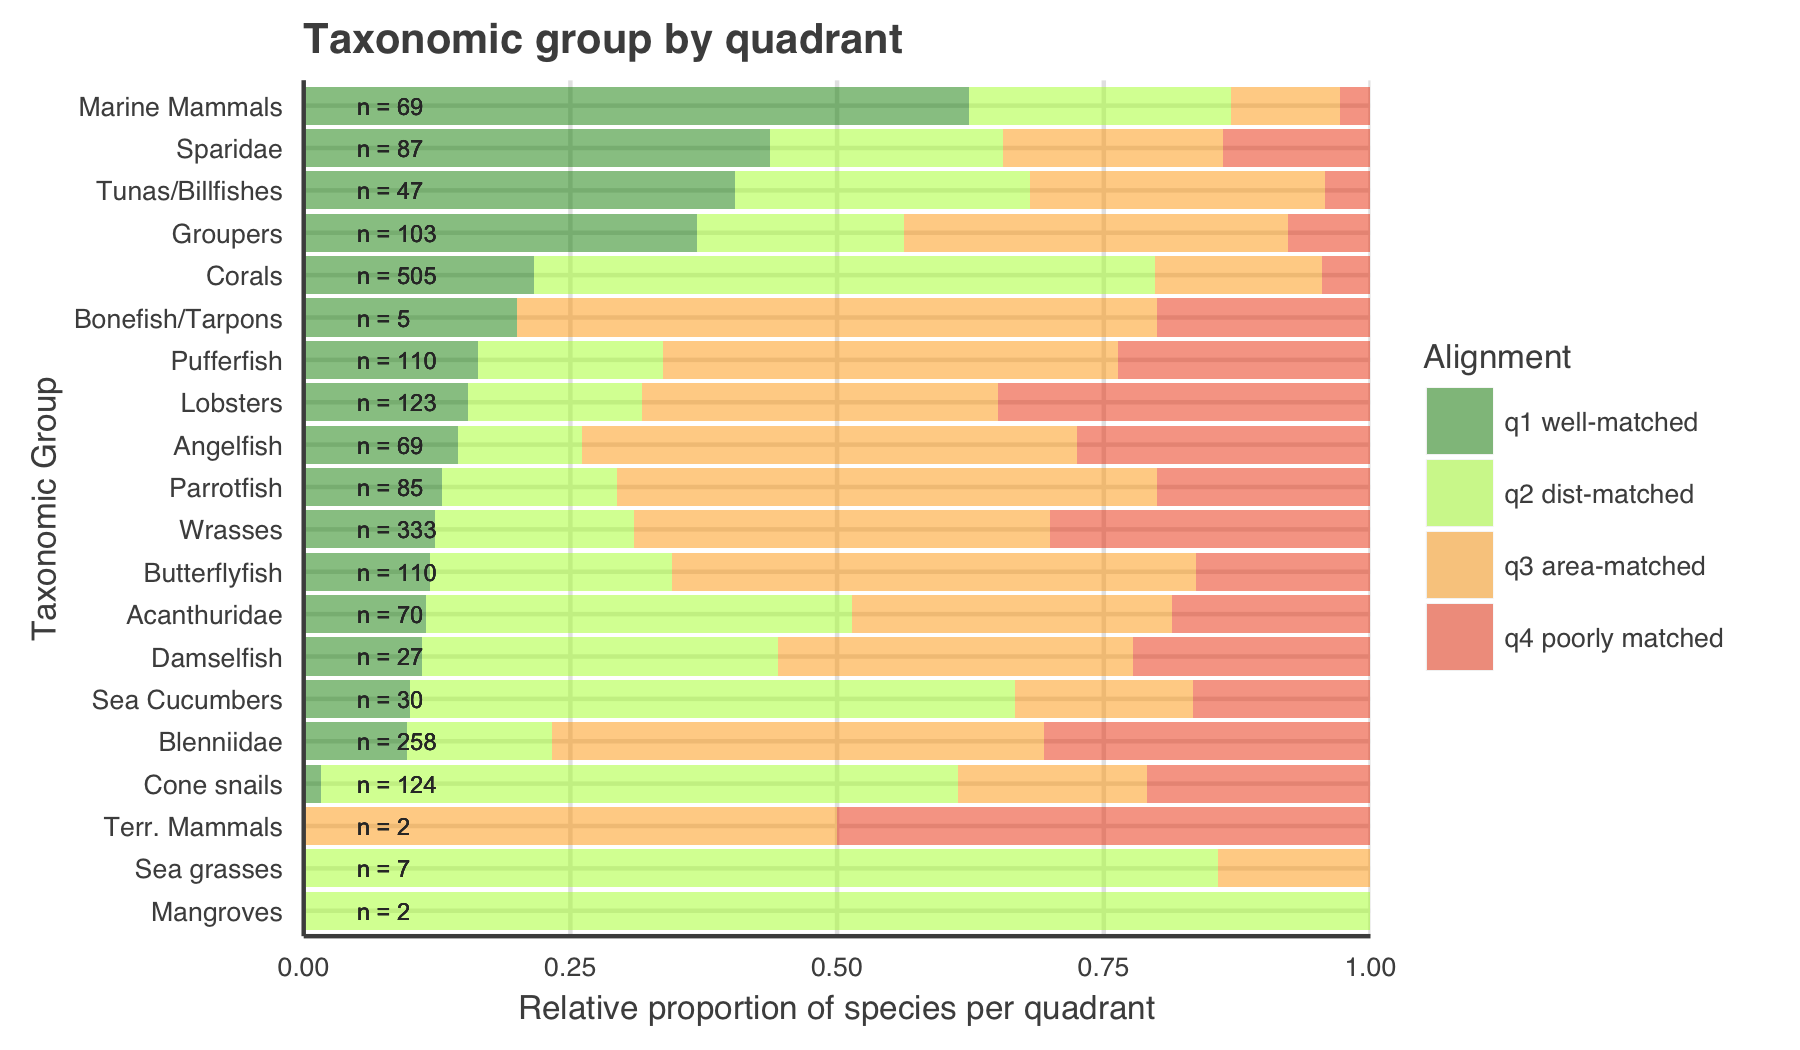 Taxonomic group by quadrant
Marine Mammals n = 69
Sparidae n = 87
Tunas/Billfishes n = 47
Groupers n = 103
Corals n = 505
Bonefish/Tarpons n = 5
Pufferfish n = 110
Lobsters n = 123
Angelfish n = 69
Parrotfish n = 85
Wrasses n = 333
Butterflyfish n = 110
Acanthuridae n = 70
Damselfish n = 27
Sea Cucumbers n = 30
Blenniidae n = 258
Cone snails n = 124
Terr. Mammals n = 2
Sea grasses n = 7
Mangroves n = 2
Taxonomic Group
0.00 0.25 0.50 0.75 1.00
Relative proportion of species per quadrant
Alignment
q1 well-matched
q2 dist-matched
q3 area-matched
q4 poorly matched